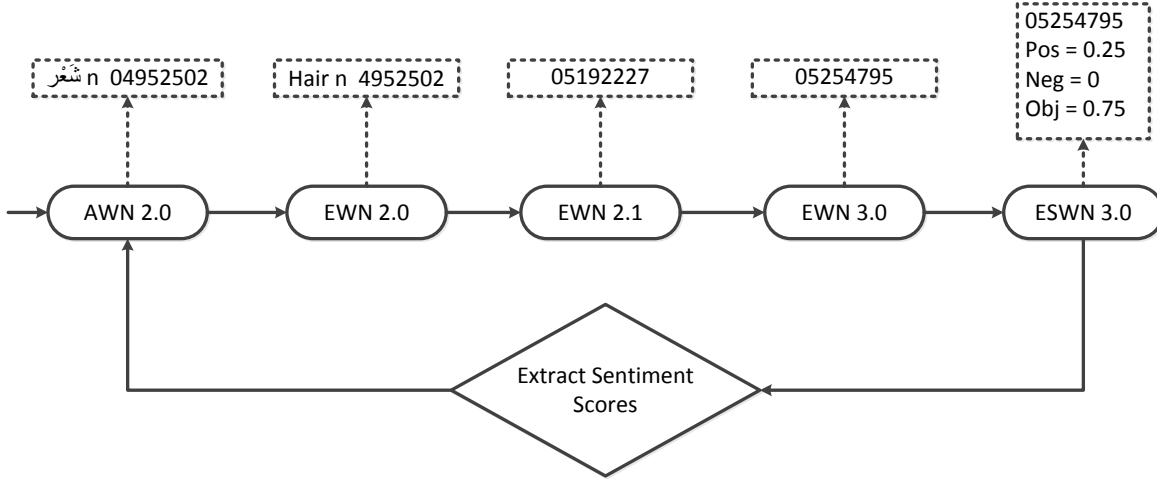 شَعْر n 04952502
Hair n 4952502
05192227
05254795
05254795
Pos = 0.25
Neg = 0
Obj = 0.75
AWN 2.0
EWN 2.0
EWN 2.1
EWN 3.0
ESWN 3.0
Extract Sentiment
Scores